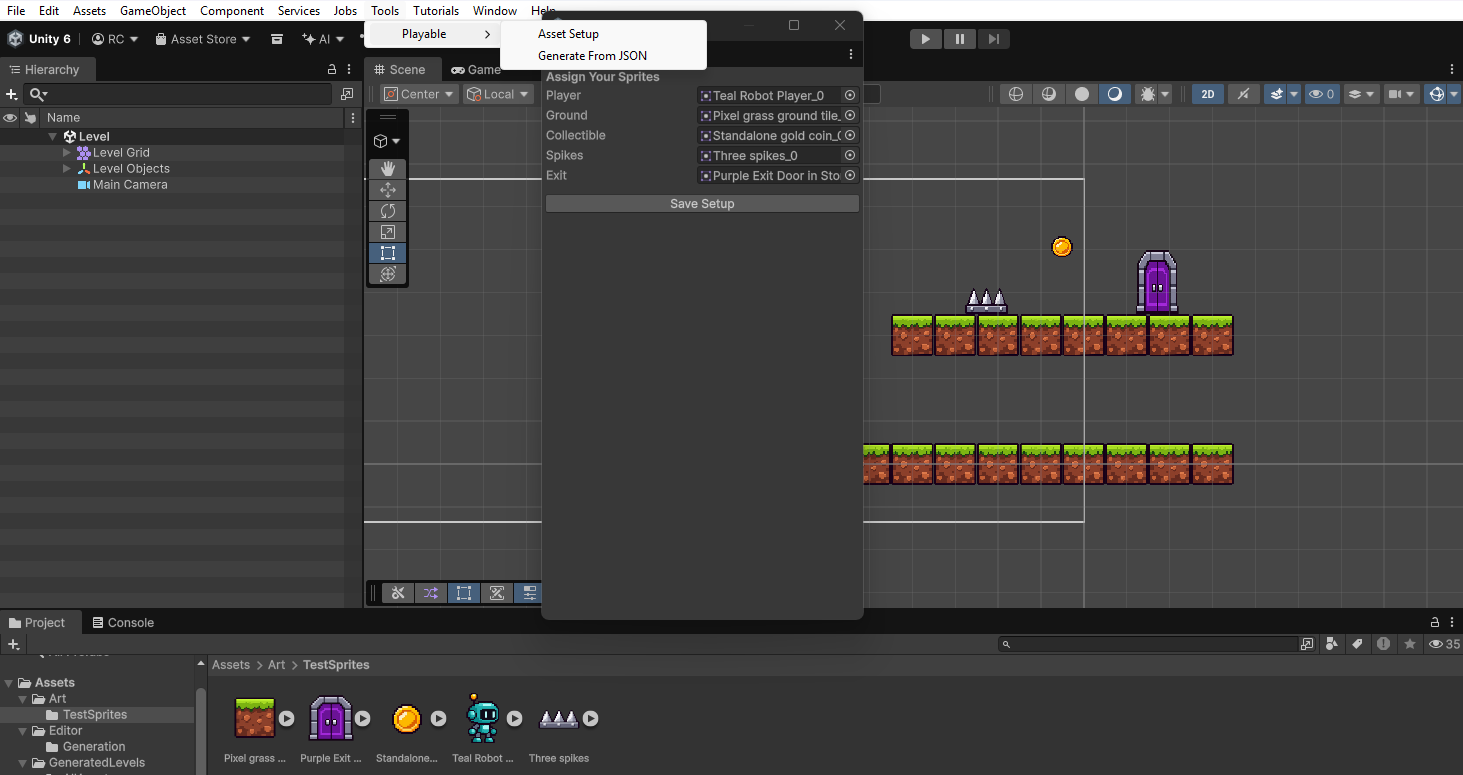 File Edit Assets GameObject Component Services Jobs Tools Tutorials Window Help
Unity 6 RC Asset Store AI
Playable
Asset Setup
Generate From JSON
Hierarchy
Scene Game
Assign Your Sprites
Center Local 2D 0
Player Teal Robot Player_0
Ground Pixel grass ground tile_
Collectible Standalone gold coin_
Spikes Three spikes_0
Exit Purple Exit Door in Sto
Save Setup
Name
Level
Level Grid
Level Objects
Main Camera
Project Console
35
Assets > Art > TestSprites
Assets
Art
TestSprites
Editor
Generation
GeneratedLevels
Pixel grass ... Purple Exit ... Standalone... Teal Robot ... Three spikes